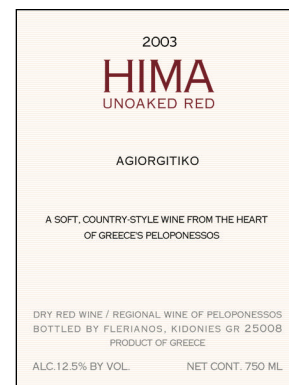 2003
HIMA
UNOAKED RED
AGIORGITIKO
A SOFT, COUNTRY-STYLE WINE FROM THE HEART
OF GREECE'S PELOPONESSOS
DRY RED WINE / REGIONAL WINE OF PELOPONESSOS
BOTTLED BY FLERIANOS, KIDONIES GR 25008
PRODUCT OF GREECE
ALC.12.5% BY VOL. NET CONT. 750 ML